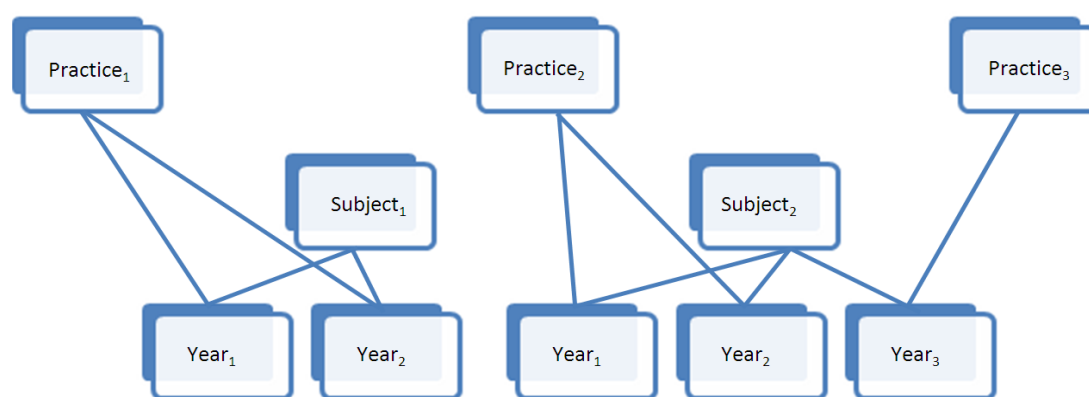 Practice₁
Practice₂
Practice₃
Subject₁
Subject₂
Year₁
Year₂
Year₁
Year₂
Year₃